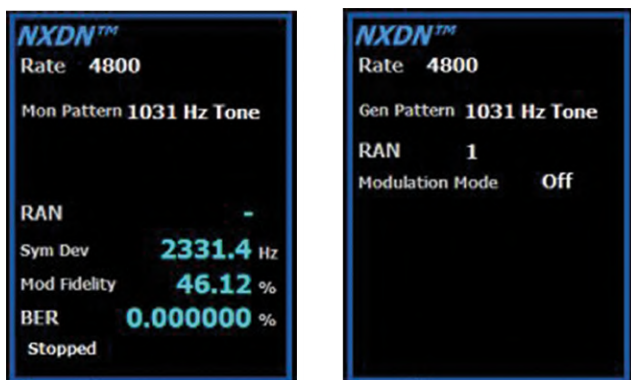 NXDN™
Rate 4800
Mon Pattern 1031 Hz Tone
RAN -
Sym Dev 2331.4 Hz
Mod Fidelity 46.12 %
BER 0.000000 %
Stopped
NXDN™
Rate 4800
Gen Pattern 1031 Hz Tone
RAN 1
Modulation Mode Off